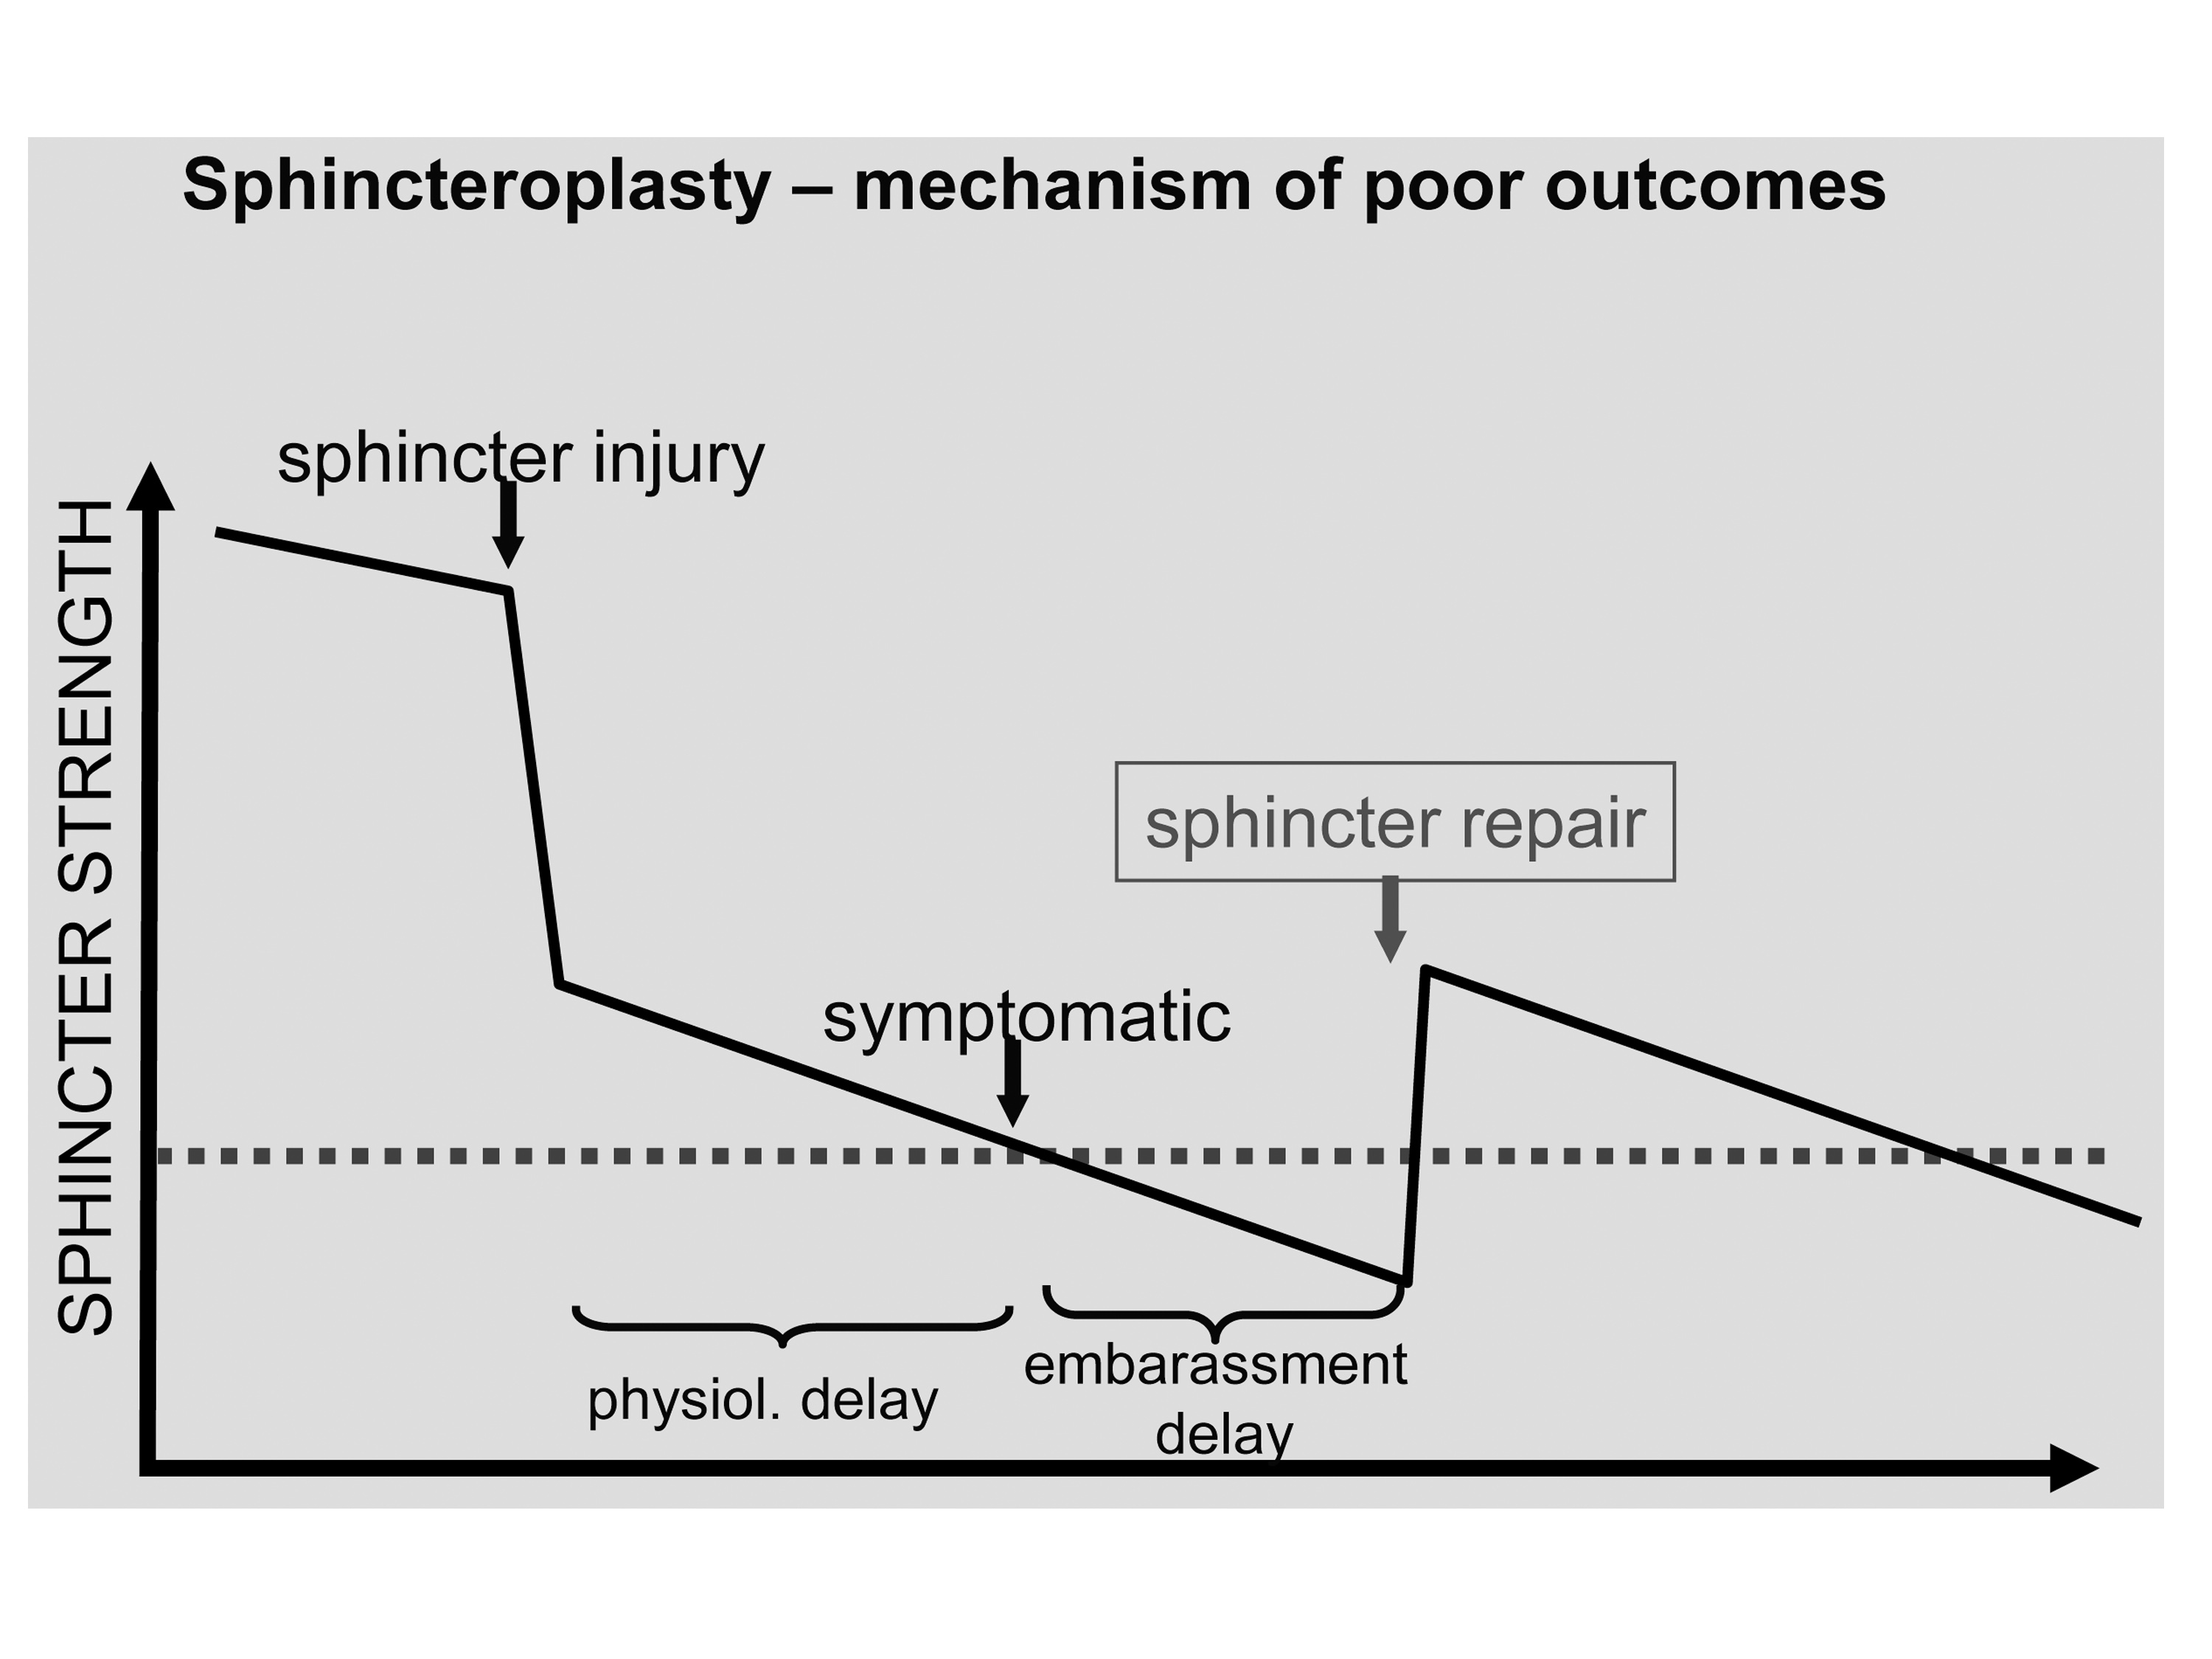 Sphincteroplasty – mechanism of poor outcomes
sphincter injury
SPHINCTER STRENGTH
sphincter repair
symptomatic
physiol. delay
embarassment
delay